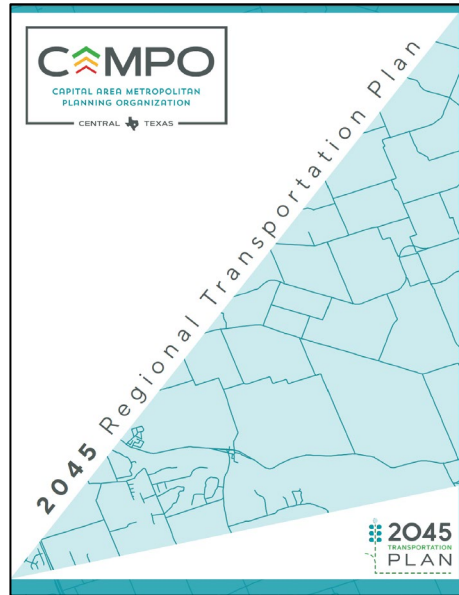 CAMPO
CAPITAL AREA METROPOLITAN
PLANNING ORGANIZATION
CENTRAL TEXAS
2045 Regional Transportation Plan
2045
TRANSPORTATION
PLAN